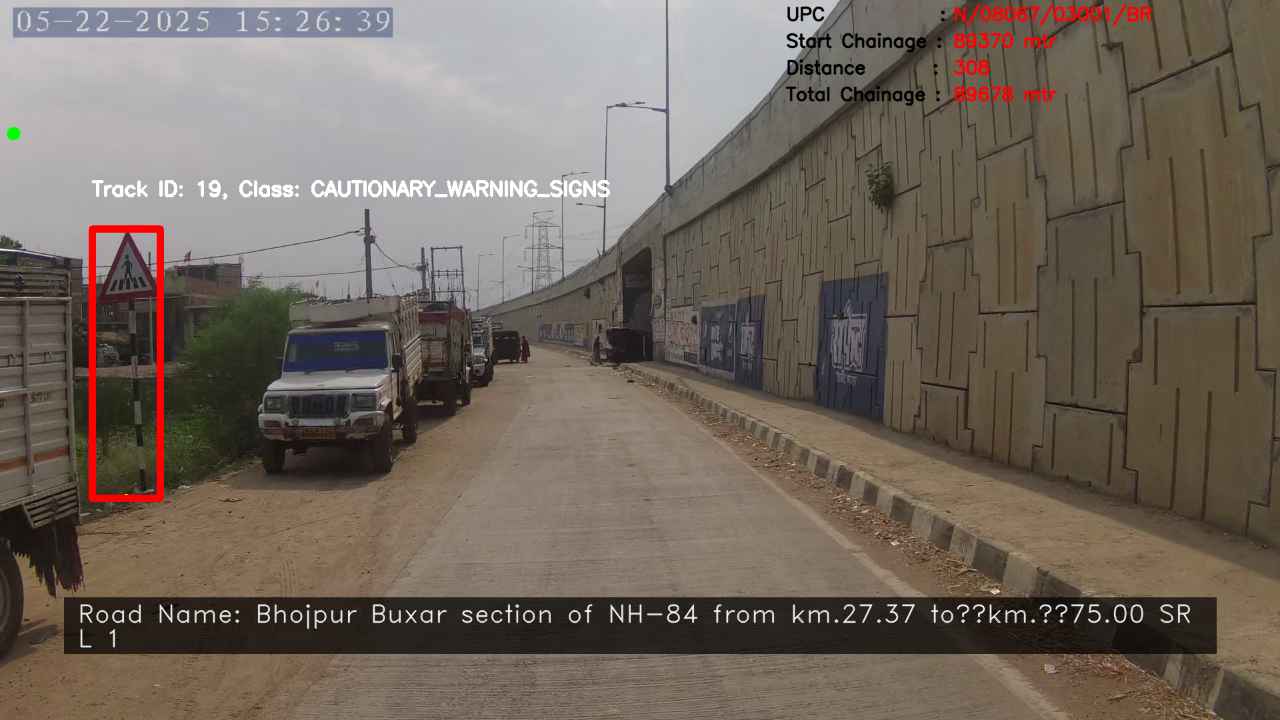 05-22-2025 15:26:39
UPC : N/08067/03001/BR
Start Chainage : 89370 mtr
Distance : 308
Total Chainage : 89678 mtr
Track ID: 19, Class: CAUTIONARY_WARNING_SIGNS
Road Name: Bhojpur Buxar section of NH-84 from km.27.37 to??km.??75.00 SR
L 1